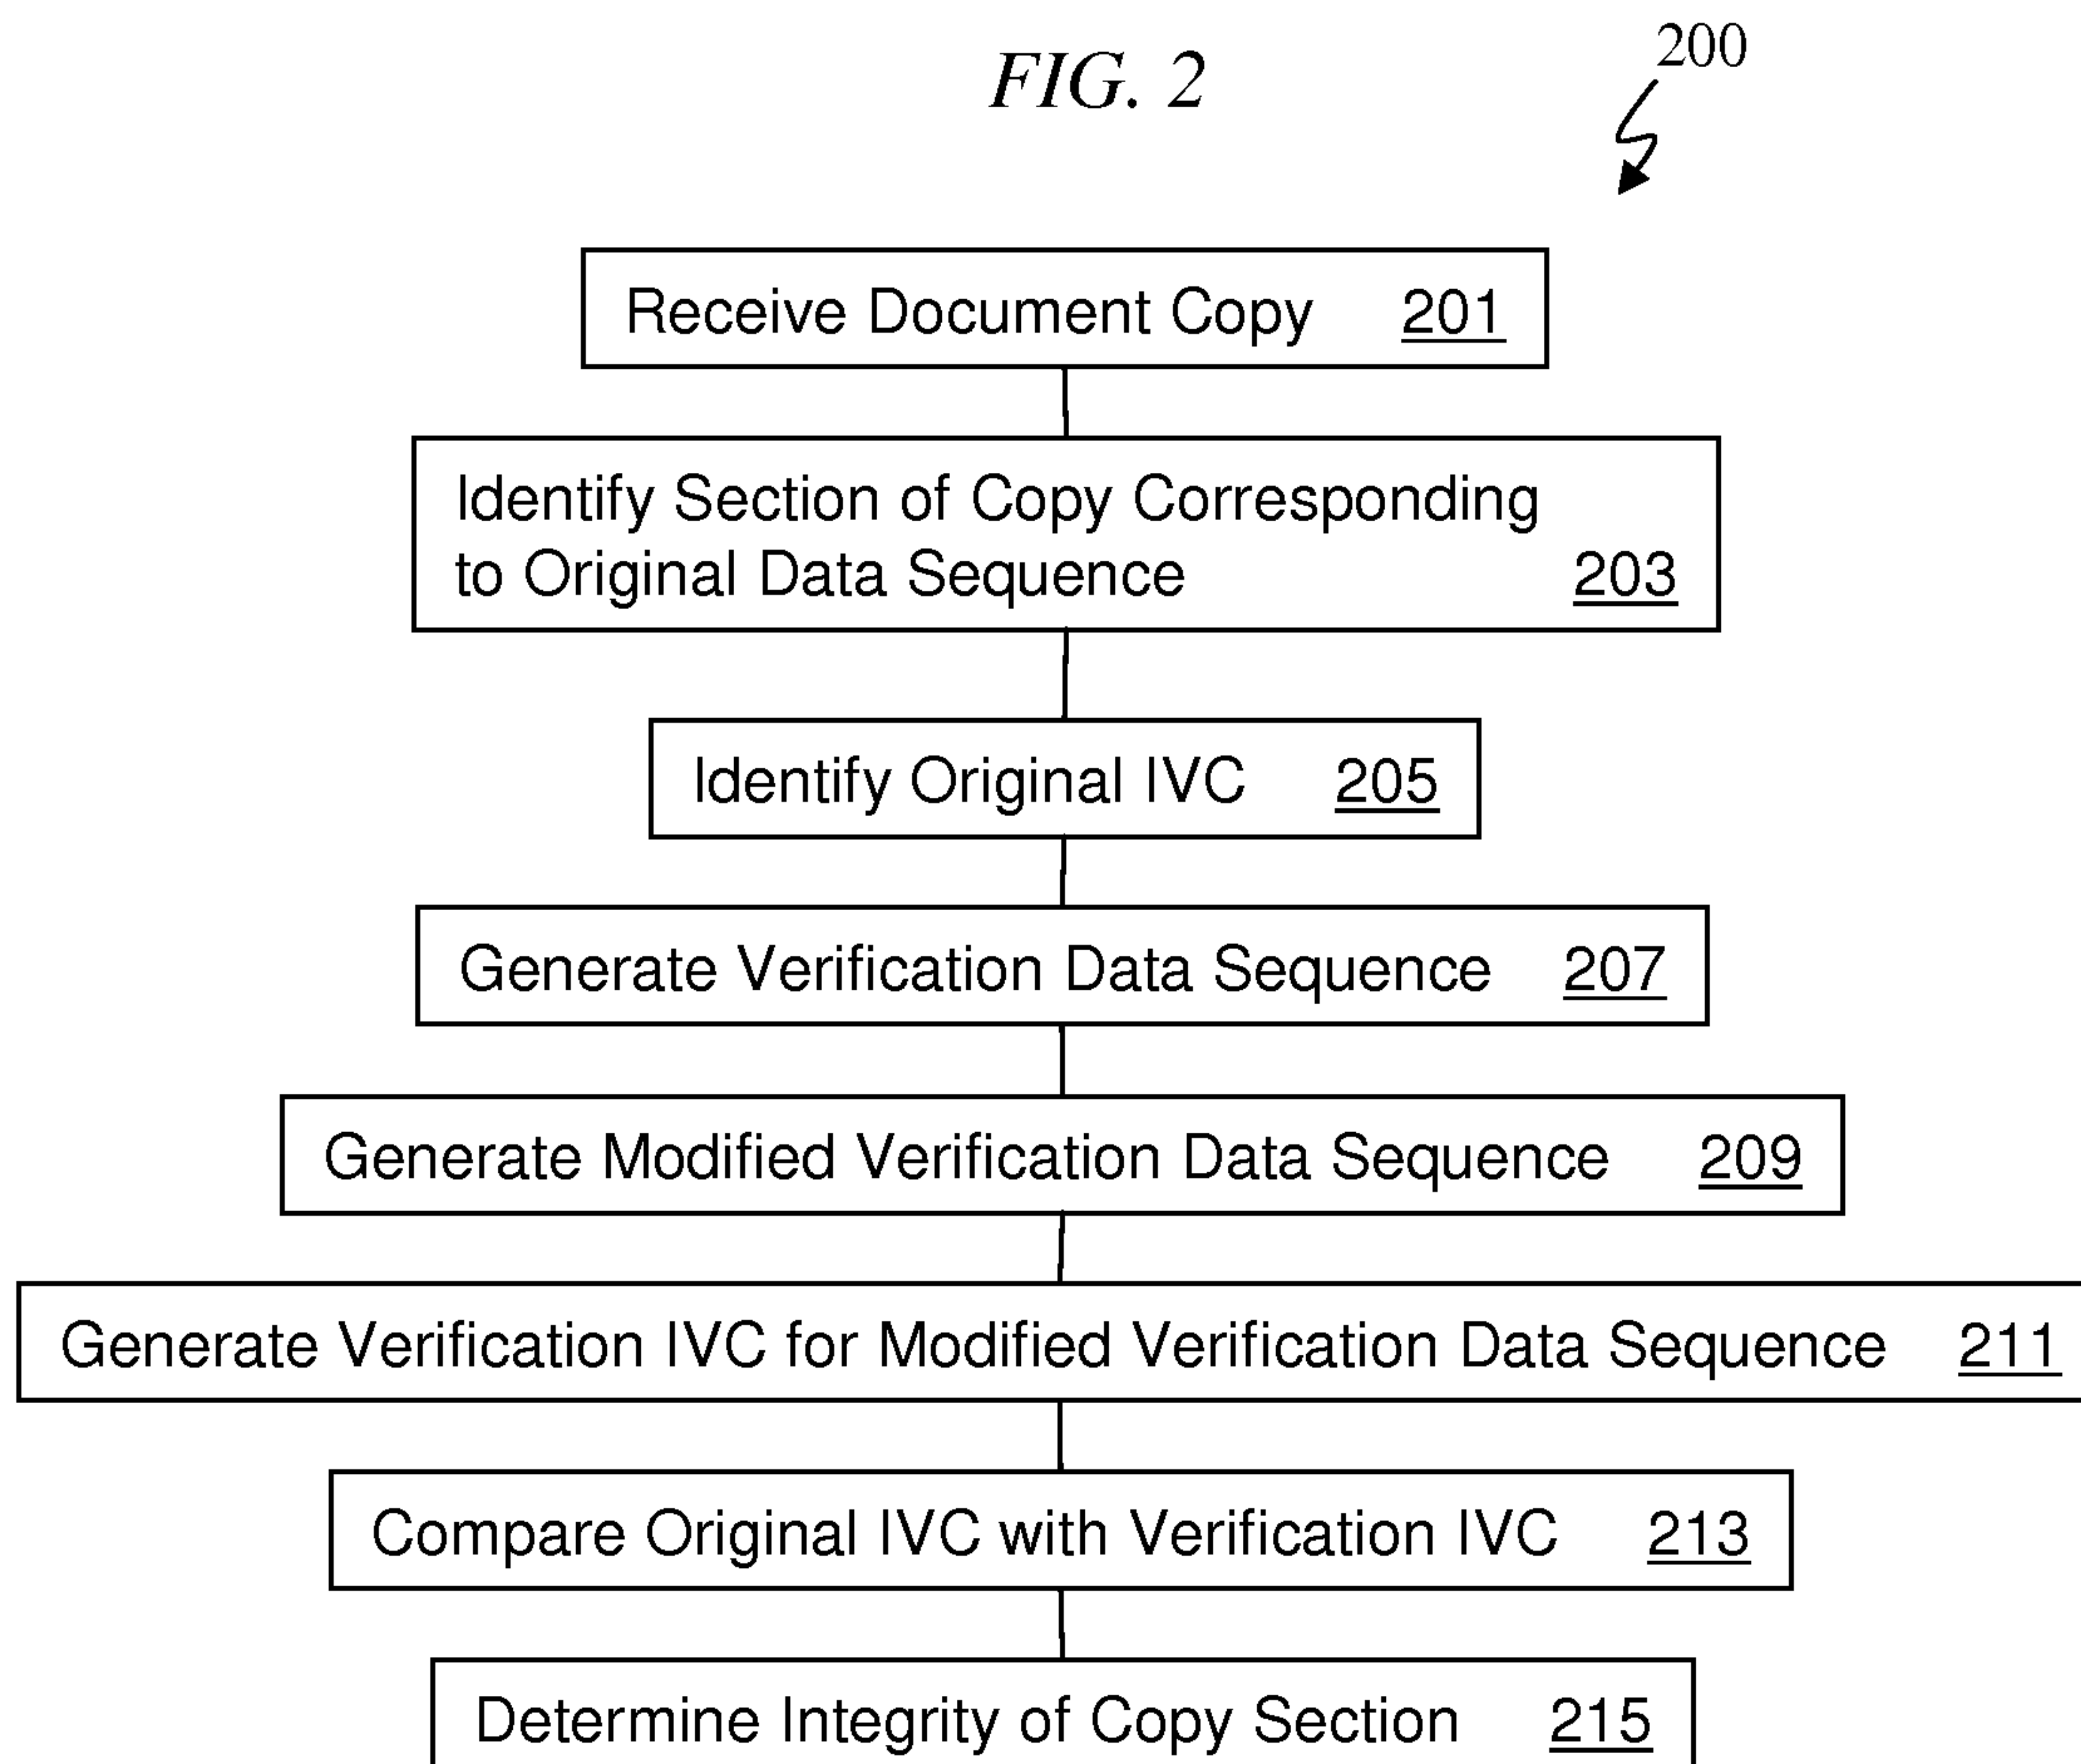 FIG. 2
200
Receive Document Copy 201
Identify Section of Copy Corresponding
to Original Data Sequence 203
Identify Original IVC 205
Generate Verification Data Sequence 207
Generate Modified Verification Data Sequence 209
Generate Verification IVC for Modified Verification Data Sequence 211
Compare Original IVC with Verification IVC 213
Determine Integrity of Copy Section 215